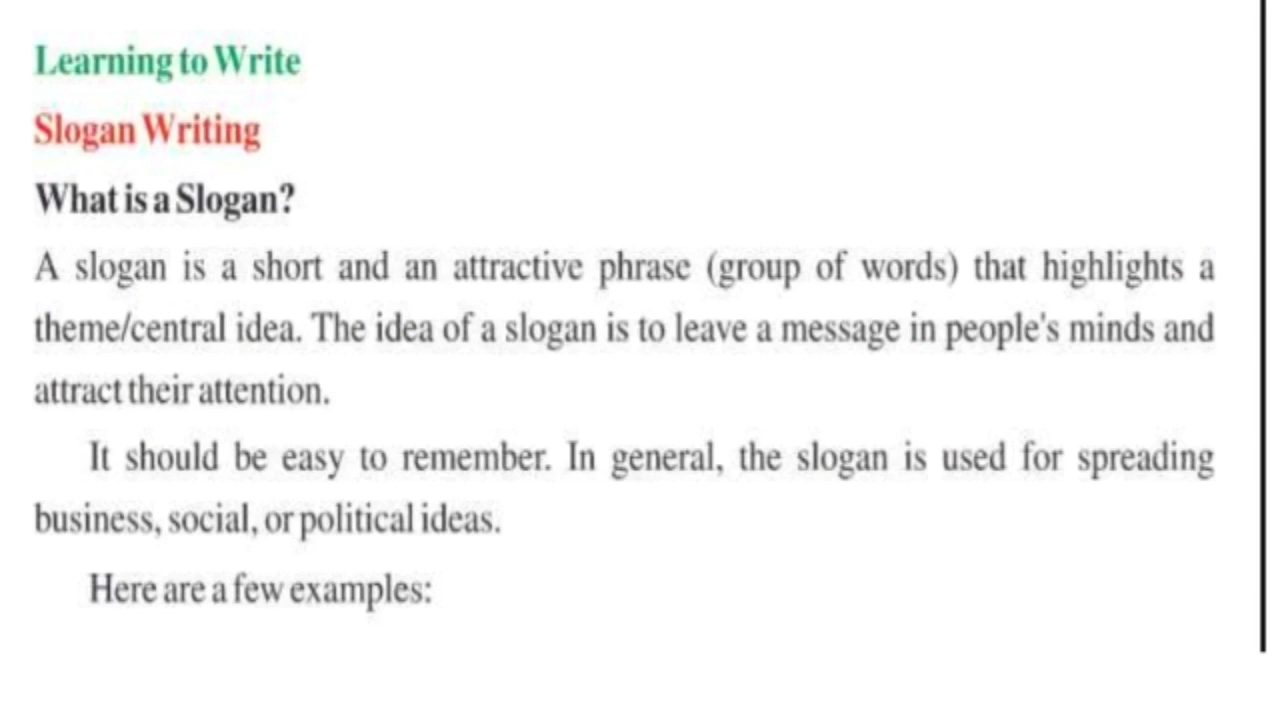 Learning to Write
Slogan Writing
What is a Slogan?
A slogan is a short and an attractive phrase (group of words) that highlights a
theme/central idea. The idea of a slogan is to leave a message in people's minds and
attract their attention.
It should be easy to remember. In general, the slogan is used for spreading
business, social, or political ideas.
Here are a few examples: